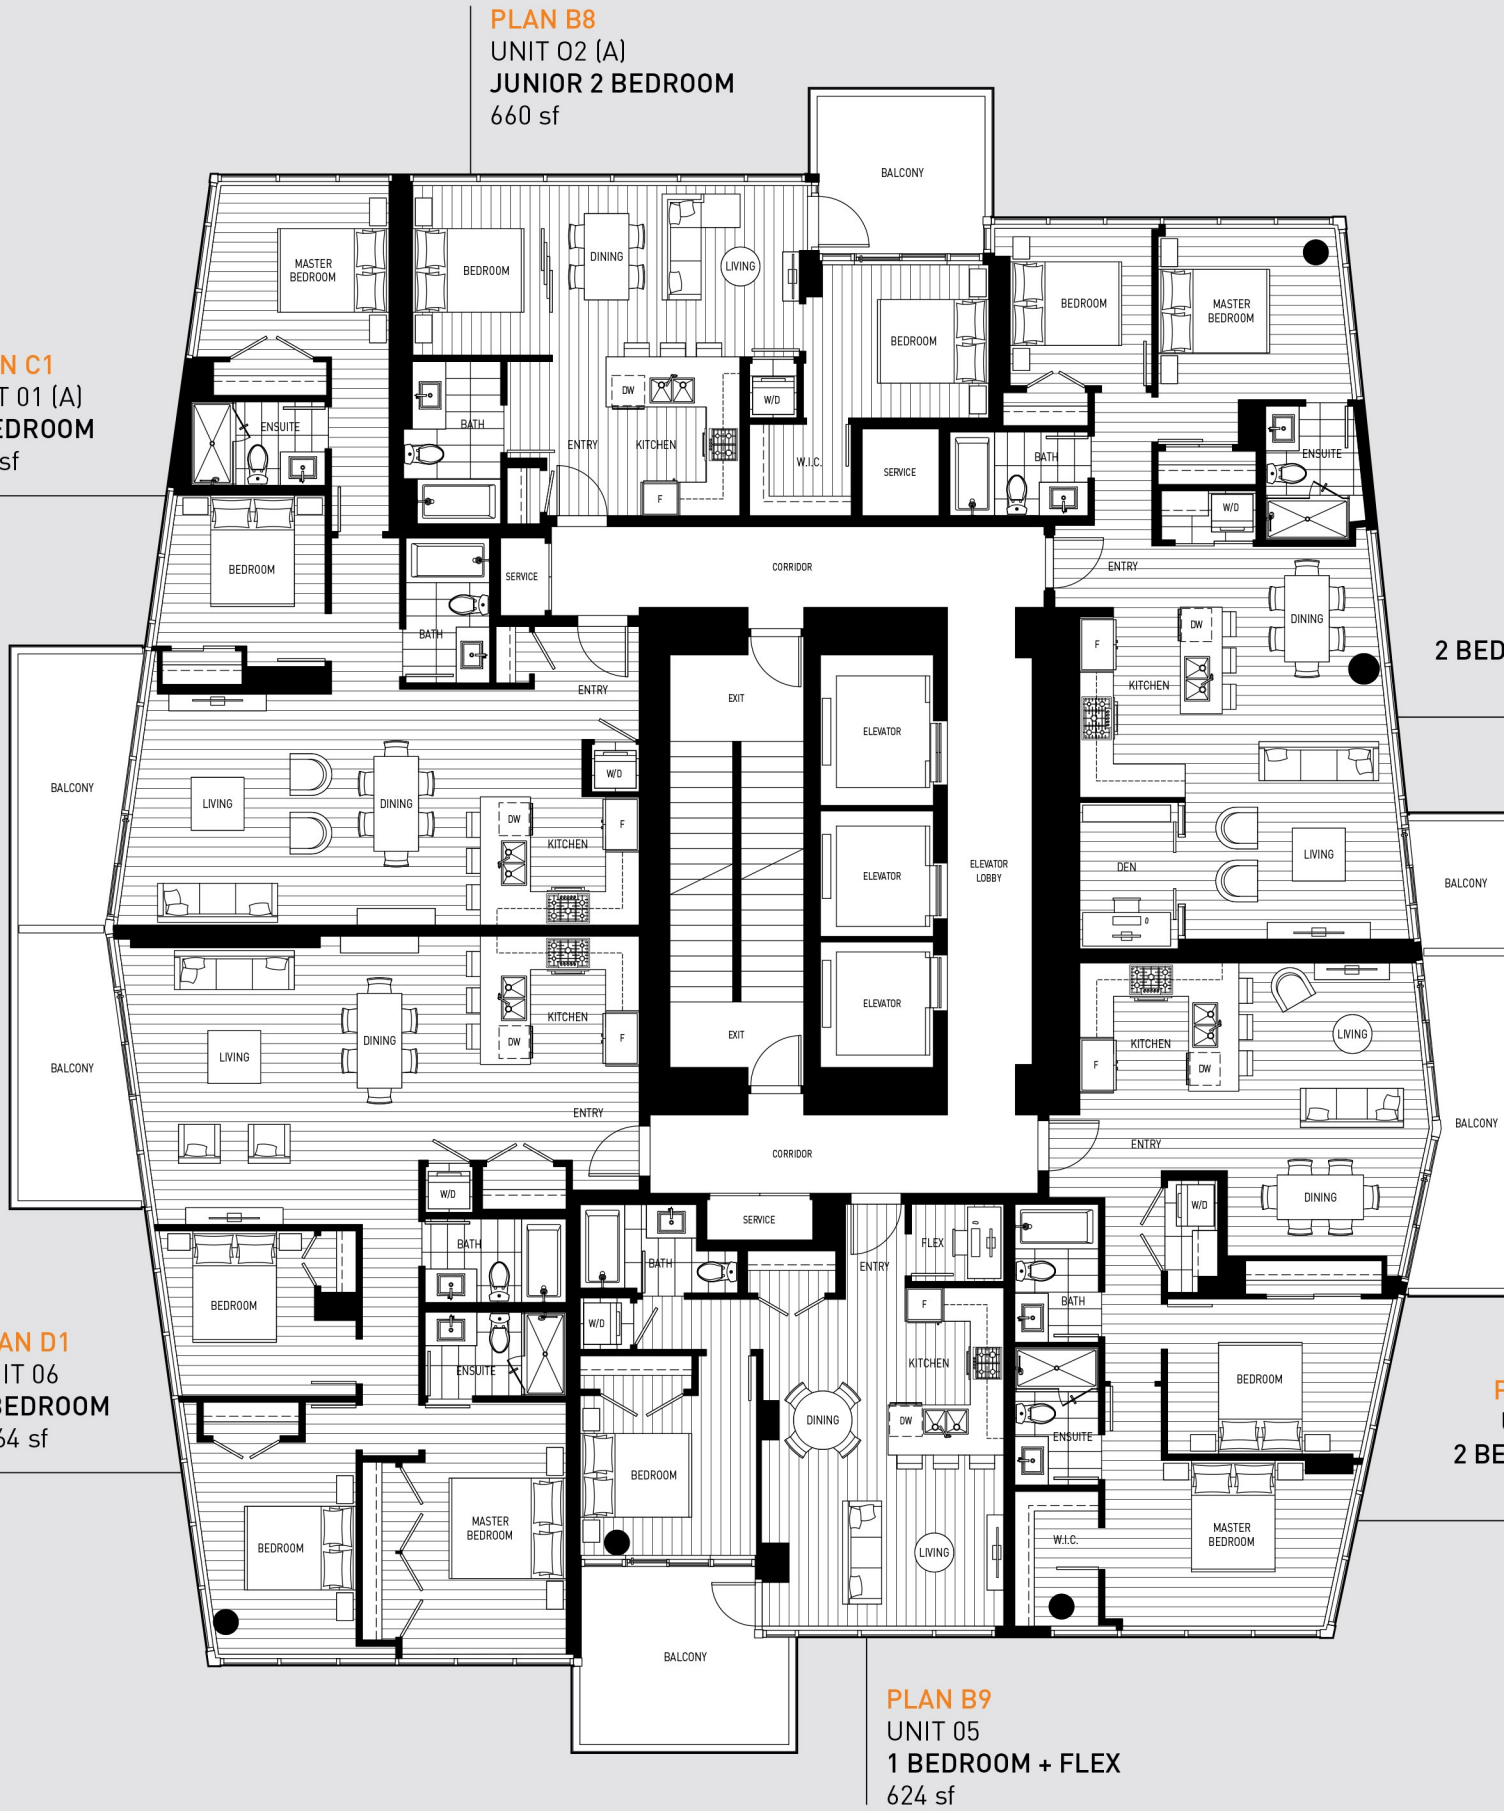 PLAN B8
UNIT 02 (A)
JUNIOR 2 BEDROOM
660 sf
BALCONY
MASTER
BEDROOM
BEDROOM
DINING
LIVING
BEDROOM
MASTER
BEDROOM
BEDROOM
N C1
T 01 (A)
EDROOM
sf
DW
W/D
ENSUITE
BATH
ENTRY
KITCHEN
W.I.C.
SERVICE
F
BATH
ENSUITE
W/D
BEDROOM
SERVICE
CORRIDOR
ENTRY
BATH
DINING
DW
F
2 BED
ENTRY
EXIT
KITCHEN
ELEVATOR
BALCONY
LIVING
DINING
W/D
DW
F
KITCHEN
ELEVATOR
ELEVATOR
LOBBY
DEN
LIVING
BALCONY
ELEVATOR
KITCHEN
DW
F
EXIT
DINING
LIVING
BALCONY
KITCHEN
DW
F
LIVING
ENTRY
BALCONY
ENTRY
CORRIDOR
W/D
W/D
DINING
SERVICE
BATH
BATH
FLEX
ENTRY
BEDROOM
F
W/D
BATH
AN D1
IT 06
BEDROOM
64 sf
ENSUITE
KITCHEN
DINING
DW
BEDROOM
ENSUITE
P
2 BE
BEDROOM
MASTER
BEDROOM
BEDROOM
LIVING
W.I.C.
MASTER
BEDROOM
BALCONY
PLAN B9
UNIT 05
1 BEDROOM + FLEX
624 sf